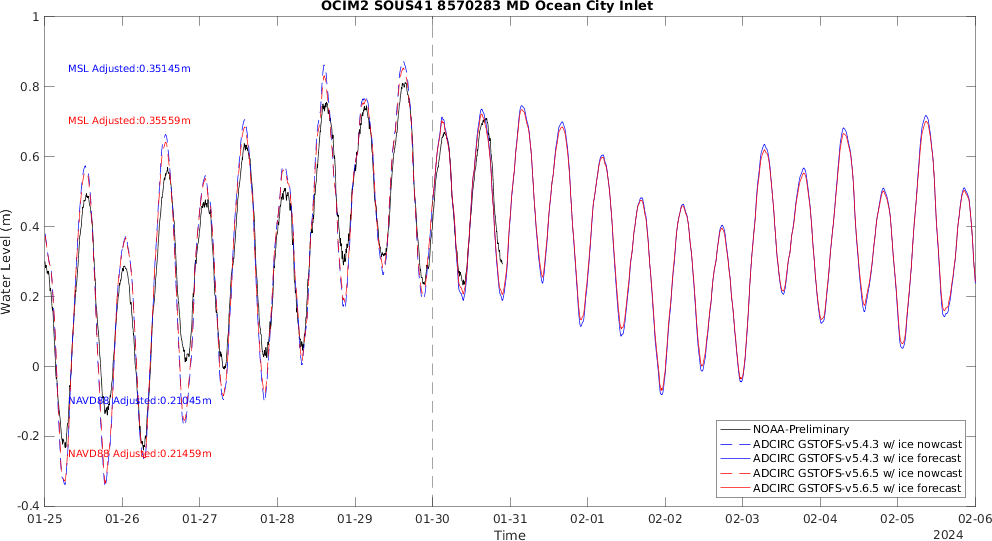 OCIM2 SOUS41 8570283 MD Ocean City Inlet
Water Level (m)
1
0.8
0.6
0.4
0.2
0
-0.2
-0.4
MSL Adjusted:0.35145m
MSL Adjusted:0.35559m
NAVD88 Adjusted:0.21045m
NAVD88 Adjusted:0.21459m
NOAA-Preliminary
ADCIRC GSTOFS-v5.4.3 w/ ice nowcast
ADCIRC GSTOFS-v5.4.3 w/ ice forecast
ADCIRC GSTOFS-v5.6.5 w/ ice nowcast
ADCIRC GSTOFS-v5.6.5 w/ ice forecast
01-25 01-26 01-27 01-28 01-29 01-30 01-31 02-01 02-02 02-03 02-04 02-05 02-06
Time
2024